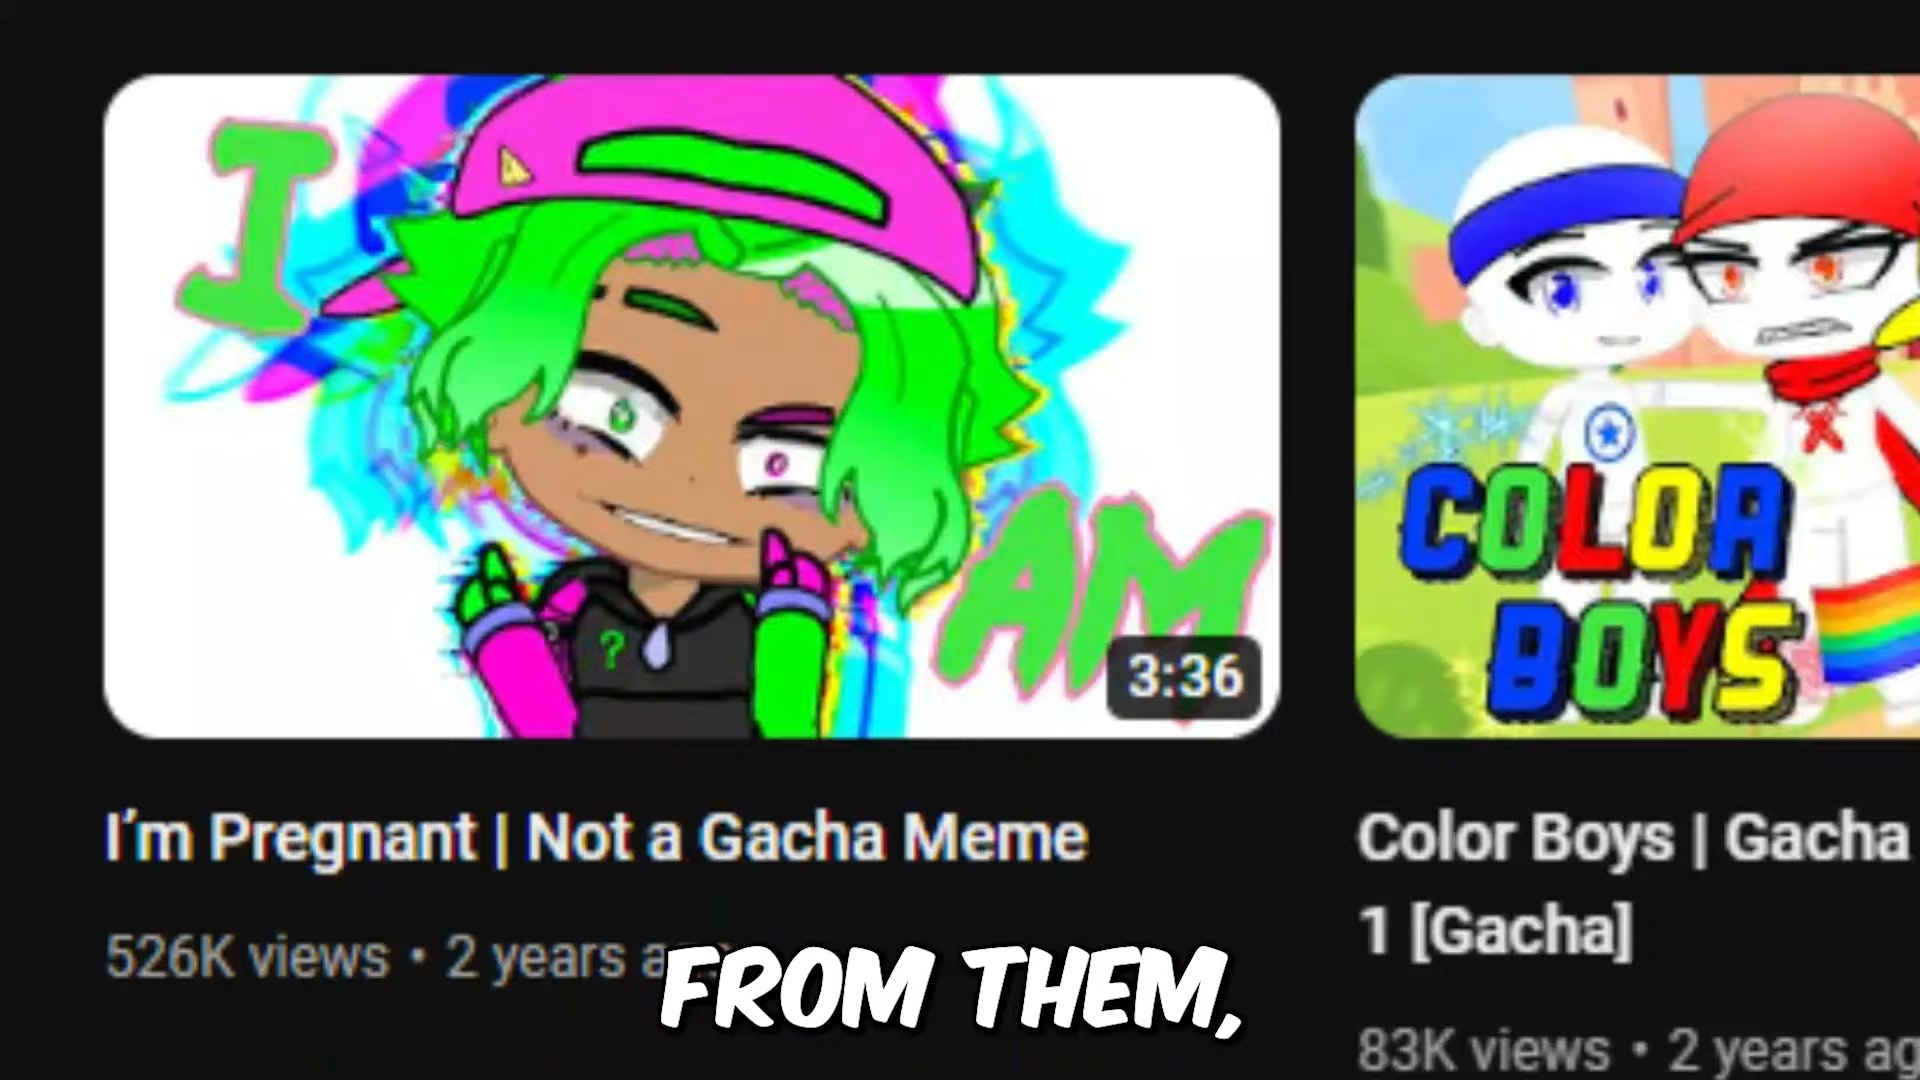 I
AM
?
3:36
COLOR
BOYS
I'm Pregnant | Not a Gacha Meme
526K views • 2 years
Color Boys | Gacha
1 [Gacha]
83K views • 2 years ag
FROM THEM,